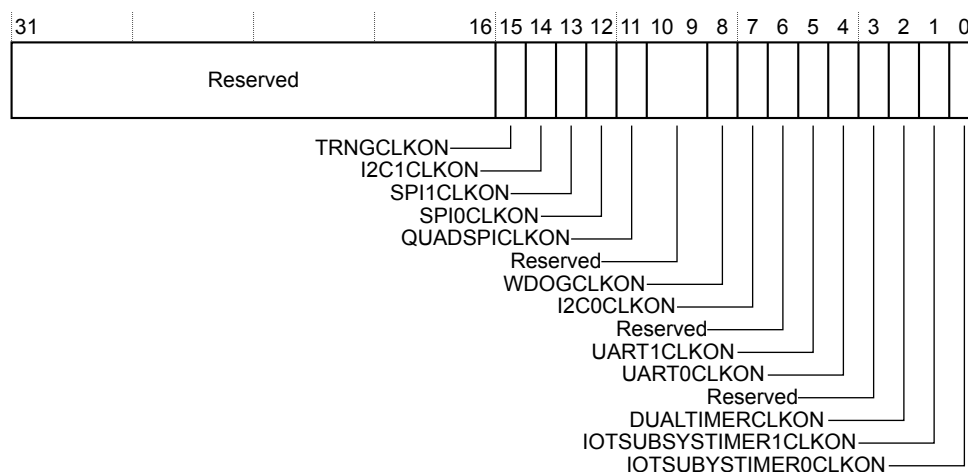 31 16 15 14 13 12 11 10 9 8 7 6 5 4 3 2 1 0
Reserved
TRNGCLKON
I2C1CLKON
SPI1CLKON
SPI0CLKON
QUADSPICLKON
Reserved
WDOGCLKON
I2C0CLKON
Reserved
UART1CLKON
UART0CLKON
Reserved
DUALTIMERCLKON
IOTSUBSYSTIMER1CLKON
IOTSUBYSTIMER0CLKON